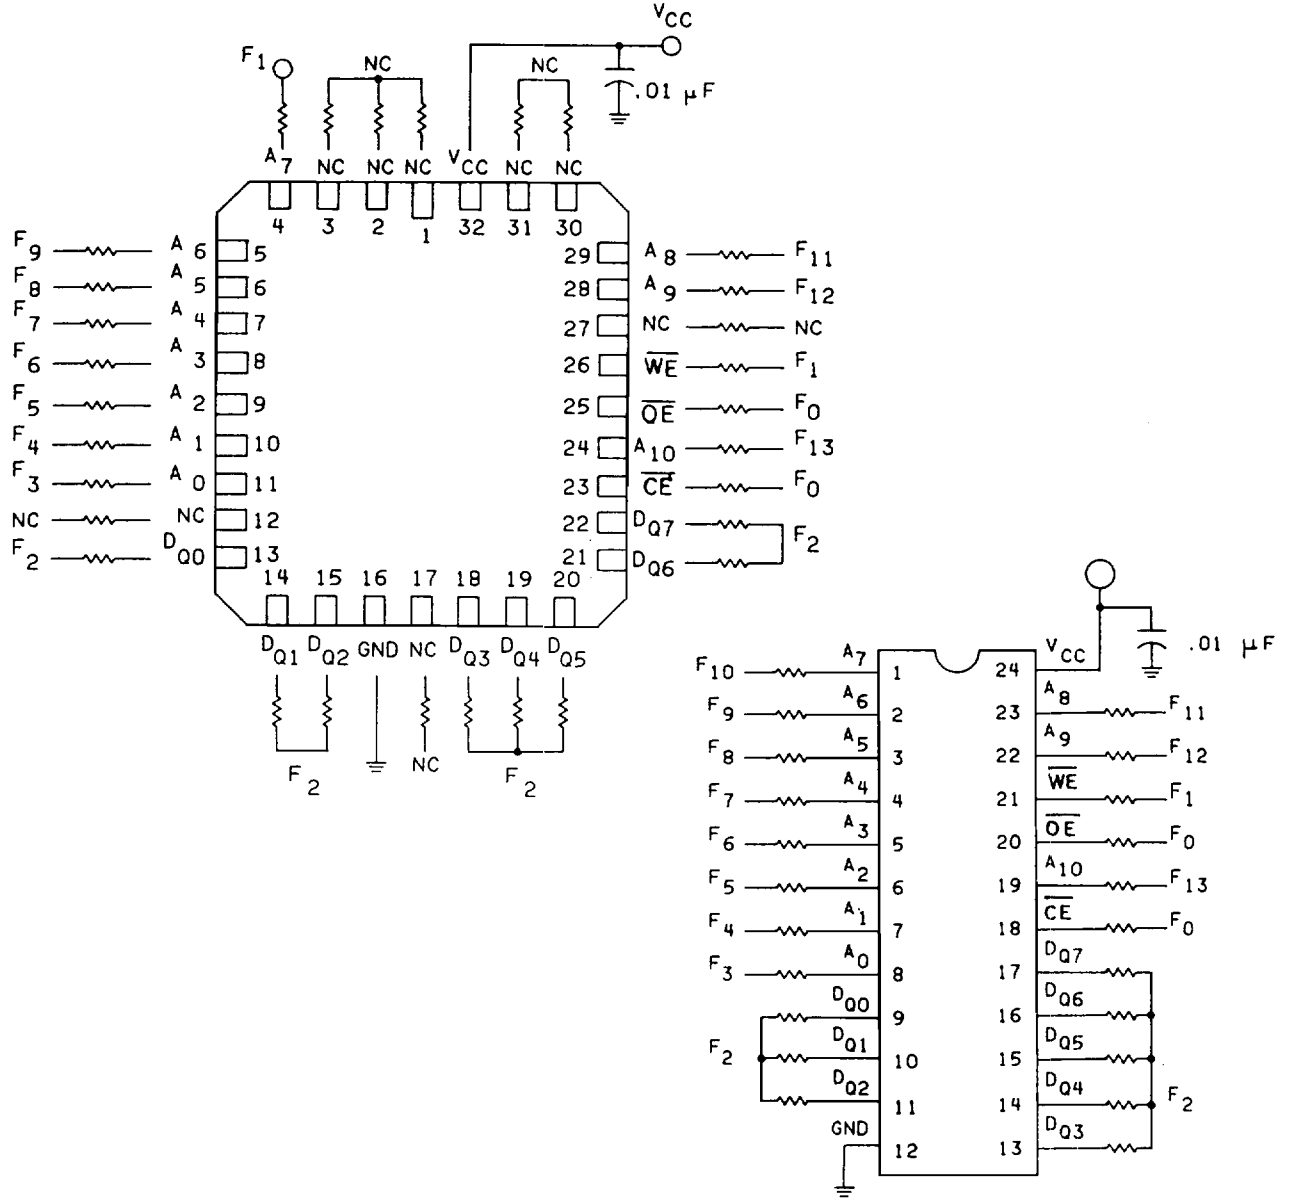 VCC
F1 NC NC .01 μF
A7 NC NC NC VCC NC NC
4 3 2 1 32 31 30
F9 A6 5 29 A8 F11
F8 A5 6 28 A9 F12
F7 A4 7 27 NC NC
F6 A3 8 26 WE F1
F5 A2 9 25 OE F0
F4 A1 10 24 A10 F13
F3 A0 11 23 CE F0
NC NC 12 22 DQ7 F2
F2 DQ0 13 21 DQ6
14 15 16 17 18 19 20
DQ1 DQ2 GND NC DQ3 DQ4 DQ5
F2 NC F2
.01 μF
F10 A7 1 24 VCC
F9 A6 2 23 A8 F11
F8 A5 3 22 A9 F12
F7 A4 4 21 WE F1
F6 A3 5 20 OE F0
F5 A2 6 19 A10 F13
F4 A1 7 18 CE F0
F3 A0 8 17 DQ7
DQ0 9 16 DQ6
F2 DQ1 10 15 DQ5
DQ2 11 14 DQ4 F2
GND 12 13 DQ3